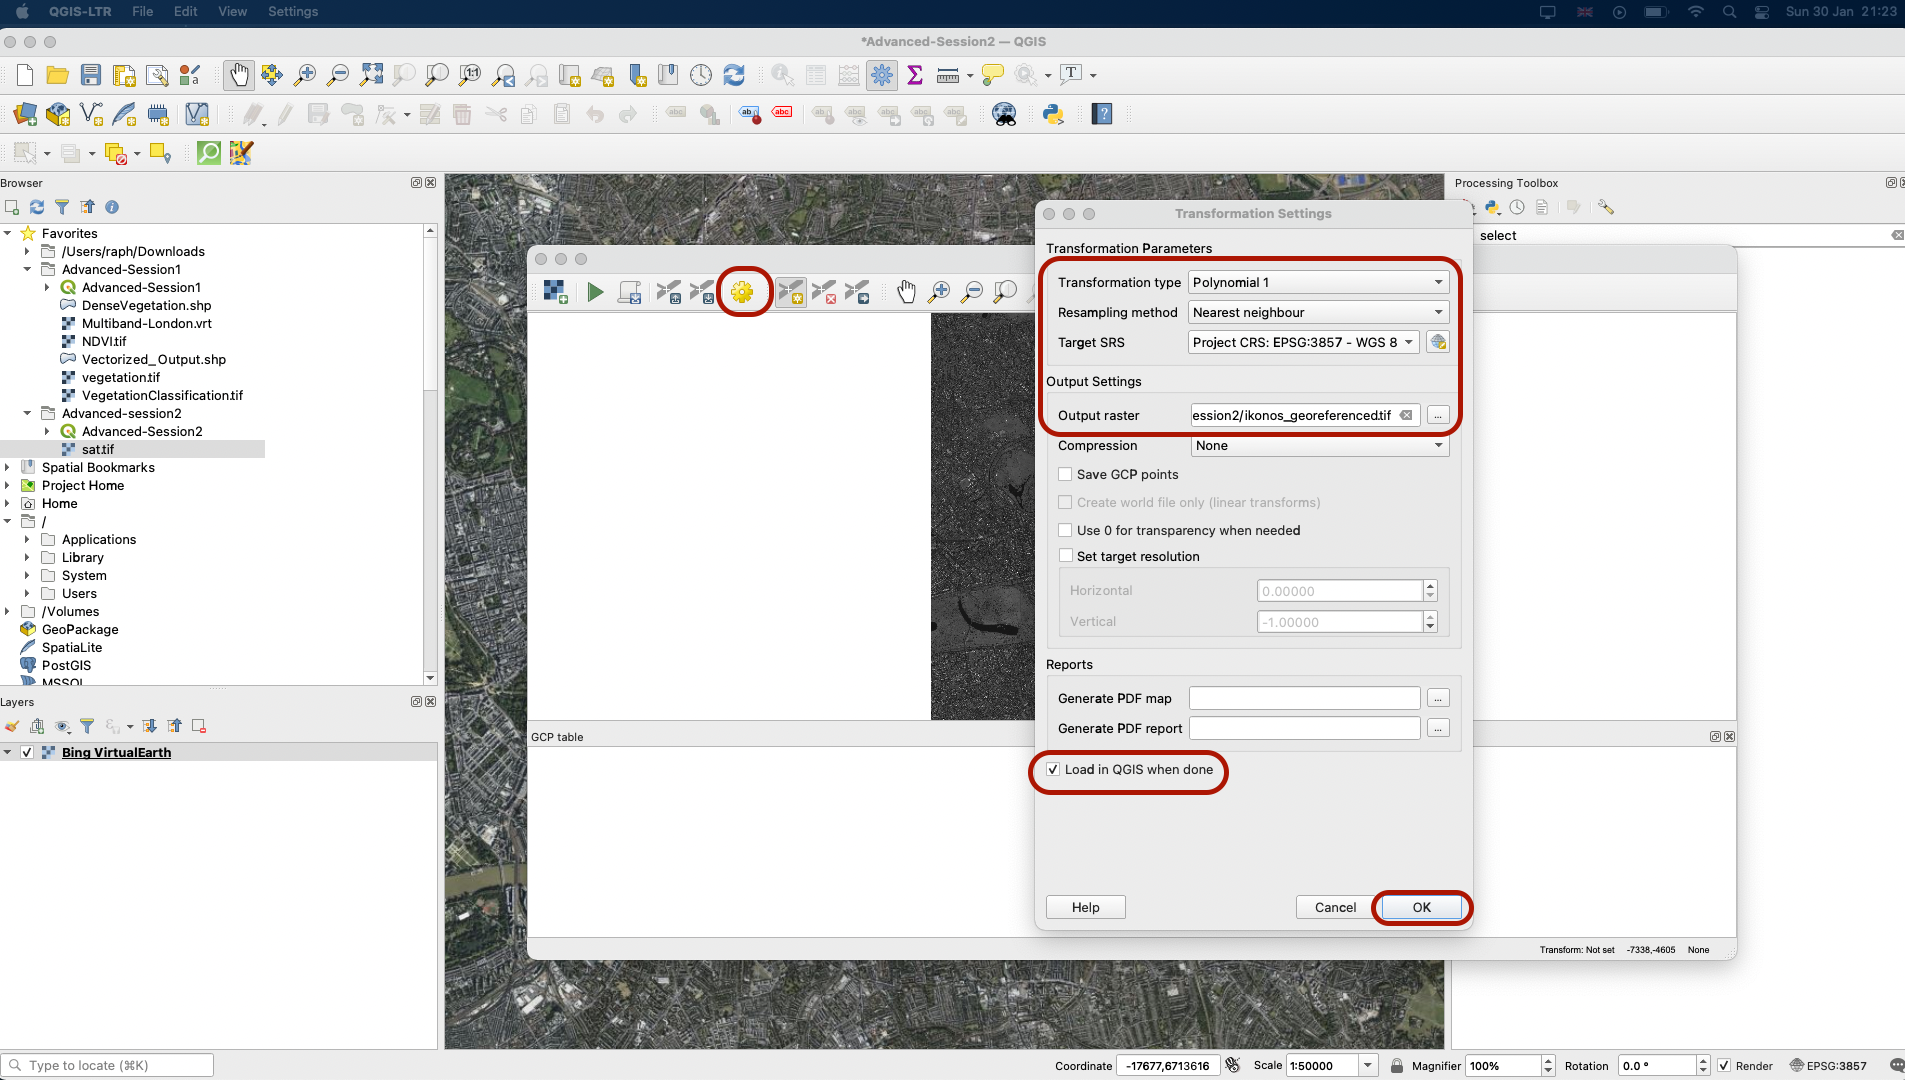 QGIS-LTR File Edit View Settings Sun 30 Jan 21:23
*Advanced-Session2 — QGIS
Browser
Favorites
/Users/raph/Downloads
Advanced-Session1
Advanced-Session1
DenseVegetation.shp
Multiband-London.vrt
NDVI.tif
Vectorized_Output.shp
vegetation.tif
VegetationClassification.tif
Advanced-session2
Advanced-Session2
sat.tif
Spatial Bookmarks
Project Home
Home
/
Applications
Library
System
Users
/Volumes
GeoPackage
SpatiaLite
PostGIS
MSSQL
Layers
Bing VirtualEarth
Type to locate (⌘K)
GCP table
Transform: Not set -7338,-4605 None
Transformation Settings
Transformation Parameters
Transformation type Polynomial 1
Resampling method Nearest neighbour
Target SRS Project CRS: EPSG:3857 - WGS 8
Output Settings
Output raster ession2/ikonos_georeferenced.tif ...
Compression None
Save GCP points
Create world file only (linear transforms)
Use 0 for transparency when needed
Set target resolution
Horizontal 0.00000
Vertical -1.00000
Reports
Generate PDF map ...
Generate PDF report ...
Load in QGIS when done
Help Cancel OK
Processing Toolbox
select
Coordinate -17677,6713616 Scale 1:50000 Magnifier 100% Rotation 0.0 ° Render EPSG:3857